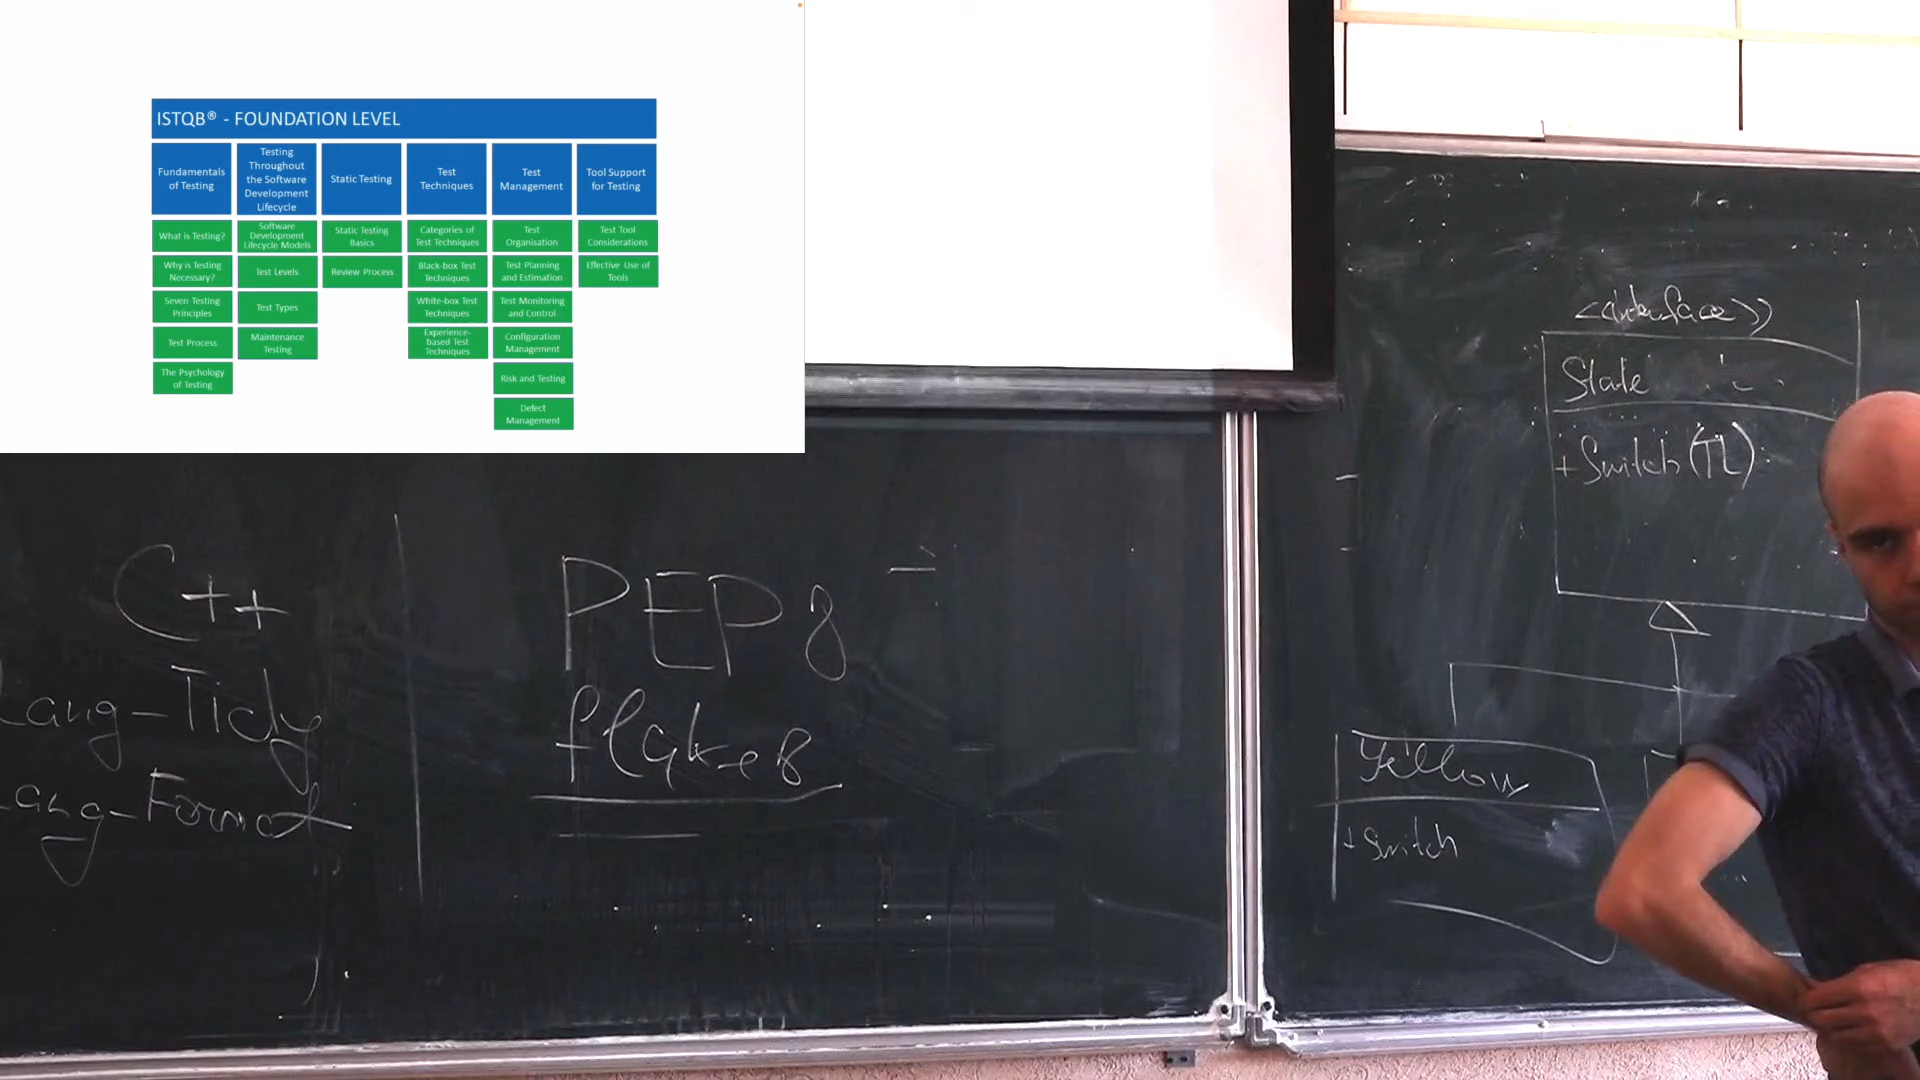 ISTQB® - FOUNDATION LEVEL
Fundamentals
of Testing
What is Testing?
Why is Testing
Necessary?
Seven Testing
Principles
Test Process
The Psychology
of Testing
Testing
Throughout
the Software
Development
Lifecycle
Software
Development
Lifecycle Models
Test Levels
Test Types
Maintenance
Testing
Static Testing
Static Testing
Basics
Review Process
Test
Techniques
Categories of
Test Techniques
Black-box Test
Techniques
White-box Test
Techniques
Experience-
based Test
Techniques
Test
Management
Test
Organisation
Test Planning
and Estimation
Test Monitoring
and Control
Configuration
Management
Risk and Testing
Defect
Management
Tool Support
for Testing
Test Tool
Considerations
Effective Use of
Tools
C++
Lang-Tidy
Lang-Format
PEP8
flake8
<<interface>>
State
+Switch(TL)
Yellow
+Switch